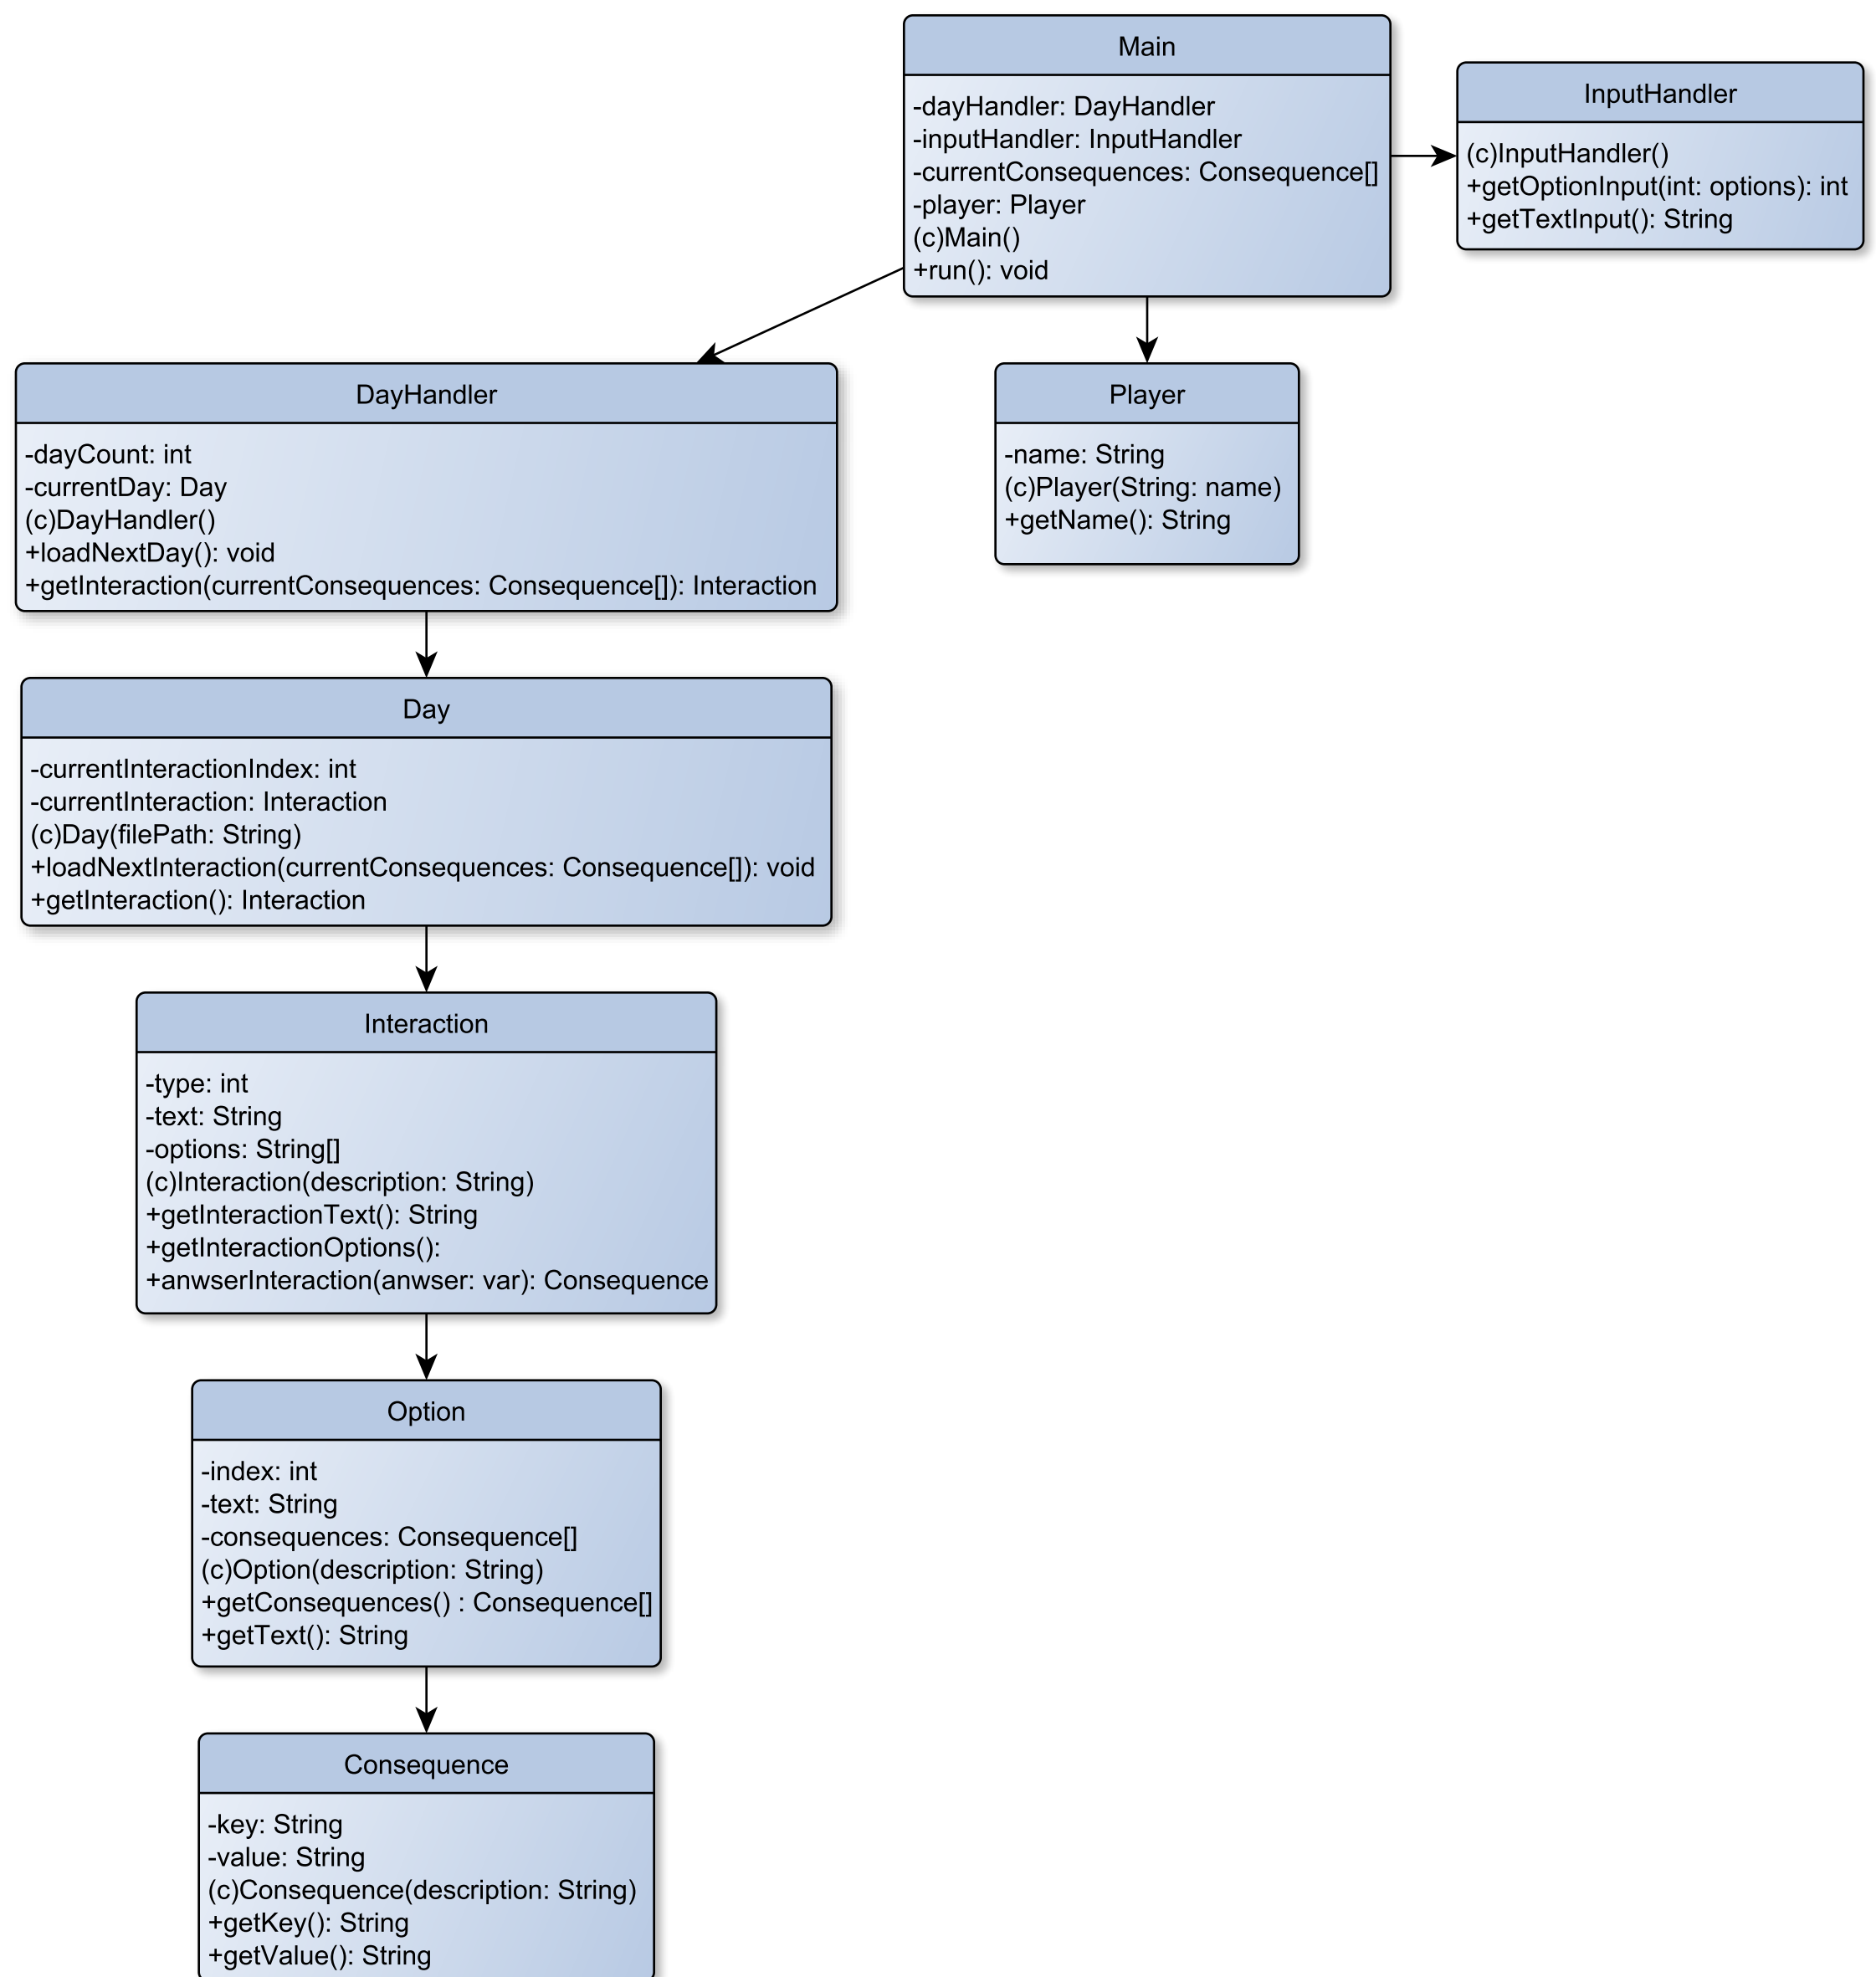 Main
-dayHandler: DayHandler
-inputHandler: InputHandler
-currentConsequences: Consequence[]
-player: Player
(c)Main()
+run(): void
InputHandler
(c)InputHandler()
+getOptionInput(int: options): int
+getTextInput(): String
DayHandler
-dayCount: int
-currentDay: Day
(c)DayHandler()
+loadNextDay(): void
+getInteraction(currentConsequences: Consequence[]): Interaction
Player
-name: String
(c)Player(String: name)
+getName(): String
Day
-currentInteractionIndex: int
-currentInteraction: Interaction
(c)Day(filePath: String)
+loadNextInteraction(currentConsequences: Consequence[]): void
+getInteraction(): Interaction
Interaction
-type: int
-text: String
-options: String[]
(c)Interaction(description: String)
+getInteractionText(): String
+getInteractionOptions():
+anwserInteraction(anwser: var): Consequence
Option
-index: int
-text: String
-consequences: Consequence[]
(c)Option(description: String)
+getConsequences() : Consequence[]
+getText(): String
Consequence
-key: String
-value: String
(c)Consequence(description: String)
+getKey(): String
+getValue(): String